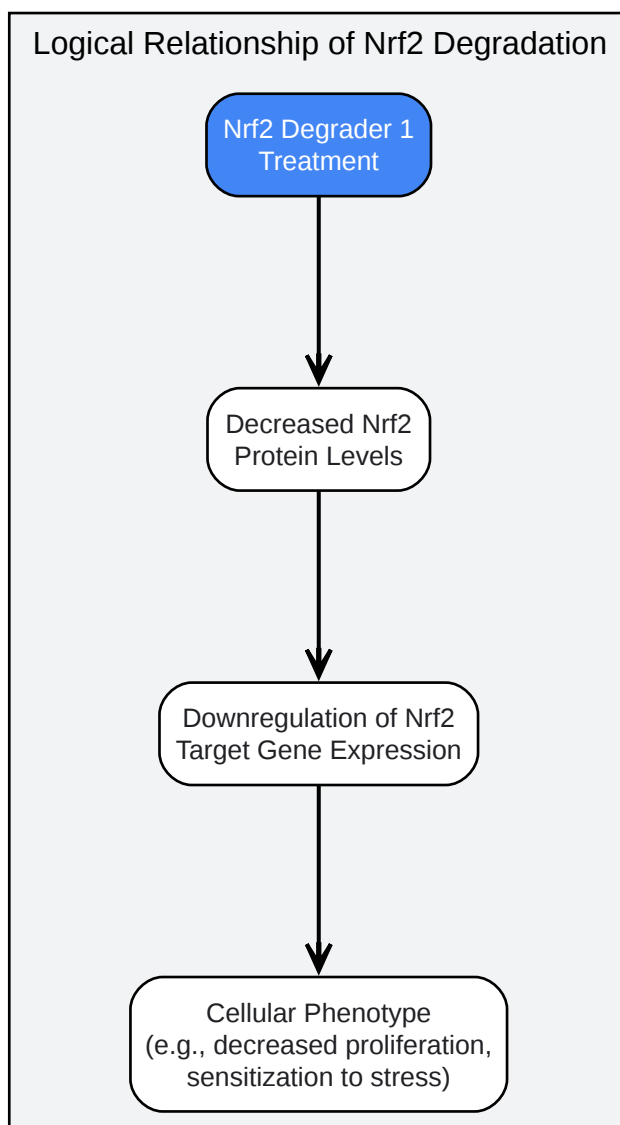 Logical Relationship of Nrf2 Degradation
Nrf2 Degrader 1
Treatment
Decreased Nrf2
Protein Levels
Downregulation of Nrf2
Target Gene Expression
Cellular Phenotype
(e.g., decreased proliferation,
sensitization to stress)